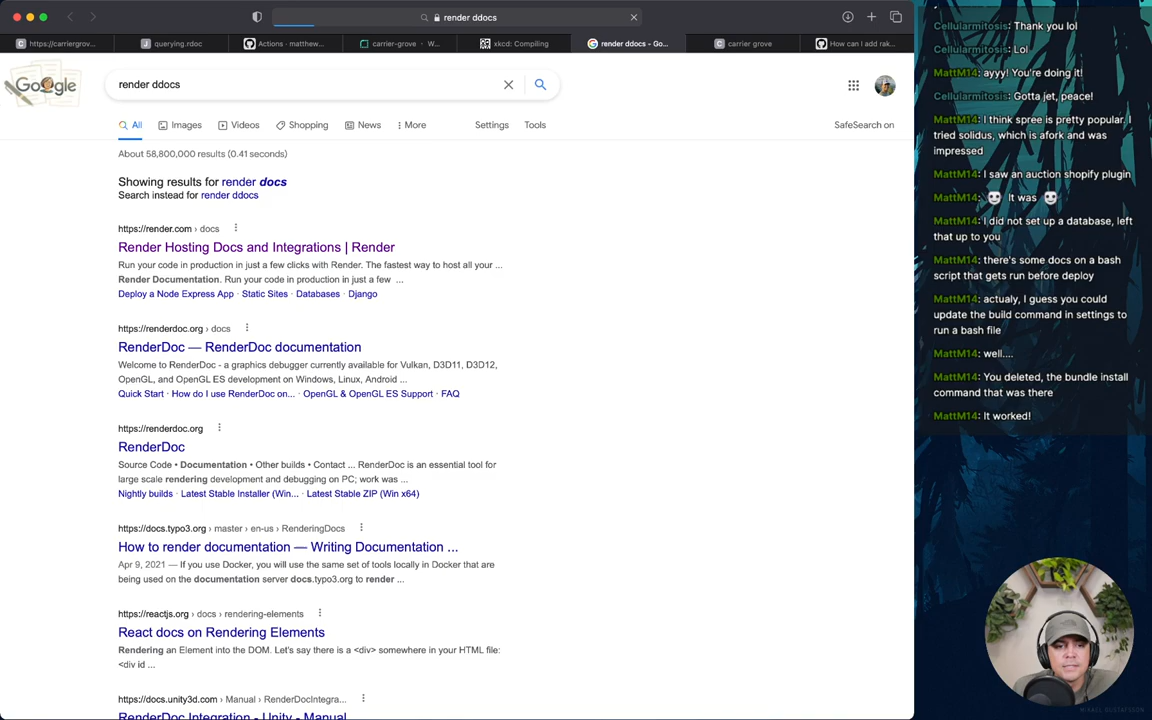 render ddocs
https://carriergrov...
querying.rdoc
Actions · matthew...
carrier-grove · W...
xkcd: Compiling
render ddocs - Go...
carrier grove
How can I add rak...
Google
render ddocs
All
Images
Videos
Shopping
News
More
Settings
Tools
SafeSearch on
About 58,800,000 results (0.41 seconds)
Showing results for render docs
Search instead for render ddocs
https://render.com › docs
Render Hosting Docs and Integrations | Render
Run your code in production in just a few clicks with Render. The fastest way to host all your ...
Render Documentation. Run your code in production in just a few ...
Deploy a Node Express App · Static Sites · Databases · Django
https://renderdoc.org › docs
RenderDoc — RenderDoc documentation
Welcome to RenderDoc - a graphics debugger currently available for Vulkan, D3D11, D3D12,
OpenGL, and OpenGL ES development on Windows, Linux, Android ...
Quick Start · How do I use RenderDoc on... · OpenGL & OpenGL ES Support · FAQ
https://renderdoc.org
RenderDoc
Source Code • Documentation • Other builds • Contact ... RenderDoc is an essential tool for
large scale rendering development and debugging on PC; work was ...
Nightly builds · Latest Stable Installer (Win... · Latest Stable ZIP (Win x64)
https://docs.typo3.org › master › en-us › RenderingDocs
How to render documentation — Writing Documentation ...
Apr 9, 2021 — If you use Docker, you will use the same set of tools locally in Docker that are
being used on the documentation server docs.typo3.org to render ...
https://reactjs.org › docs › rendering-elements
React docs on Rendering Elements
Rendering an Element into the DOM. Let's say there is a <div> somewhere in your HTML file:
<div id ...
https://docs.unity3d.com › Manual › RenderDocIntegra...
RenderDoc Integration - Unity - Manual
Cellularmitosis: Thank you lol
Cellularmitosis: Lol
MattM14: ayyy! You're doing it!
Cellularmitosis: Gotta jet, peace!
MattM14: I think spree is pretty popular. I
tried solidus, which is afork and was
impressed
MattM14: I saw an auction shopify plugin
MattM14: It was
MattM14: I did not set up a database, left
that up to you
MattM14: there's some docs on a bash
script that gets run before deploy
MattM14: actualy, I guess you could
update the build command in settings to
run a bash file
MattM14: well....
MattM14: You deleted, the bundle install
command that was there
MattM14: It worked!
MIKAEL GUSTAFSSON